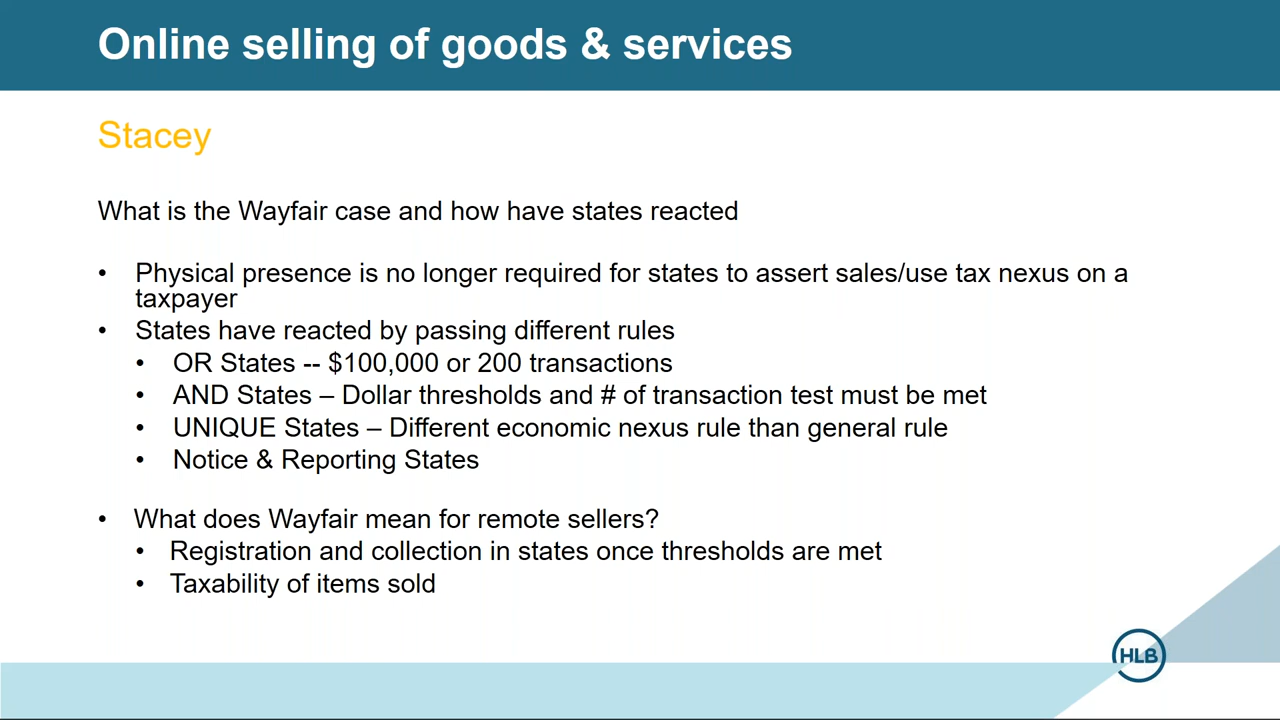 Online selling of goods & services
Stacey
What is the Wayfair case and how have states reacted
• Physical presence is no longer required for states to assert sales/use tax nexus on a
taxpayer
• States have reacted by passing different rules
• OR States -- $100,000 or 200 transactions
• AND States – Dollar thresholds and # of transaction test must be met
• UNIQUE States – Different economic nexus rule than general rule
• Notice & Reporting States
• What does Wayfair mean for remote sellers?
• Registration and collection in states once thresholds are met
• Taxability of items sold
HLB